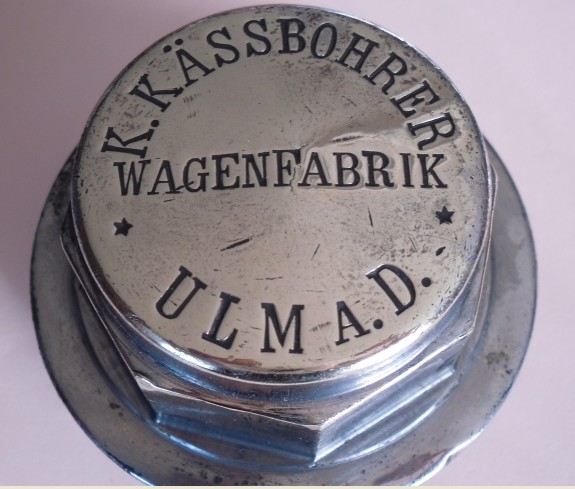 K. KÄSSBOHRER
WAGENFABRIK
ULM A.D.